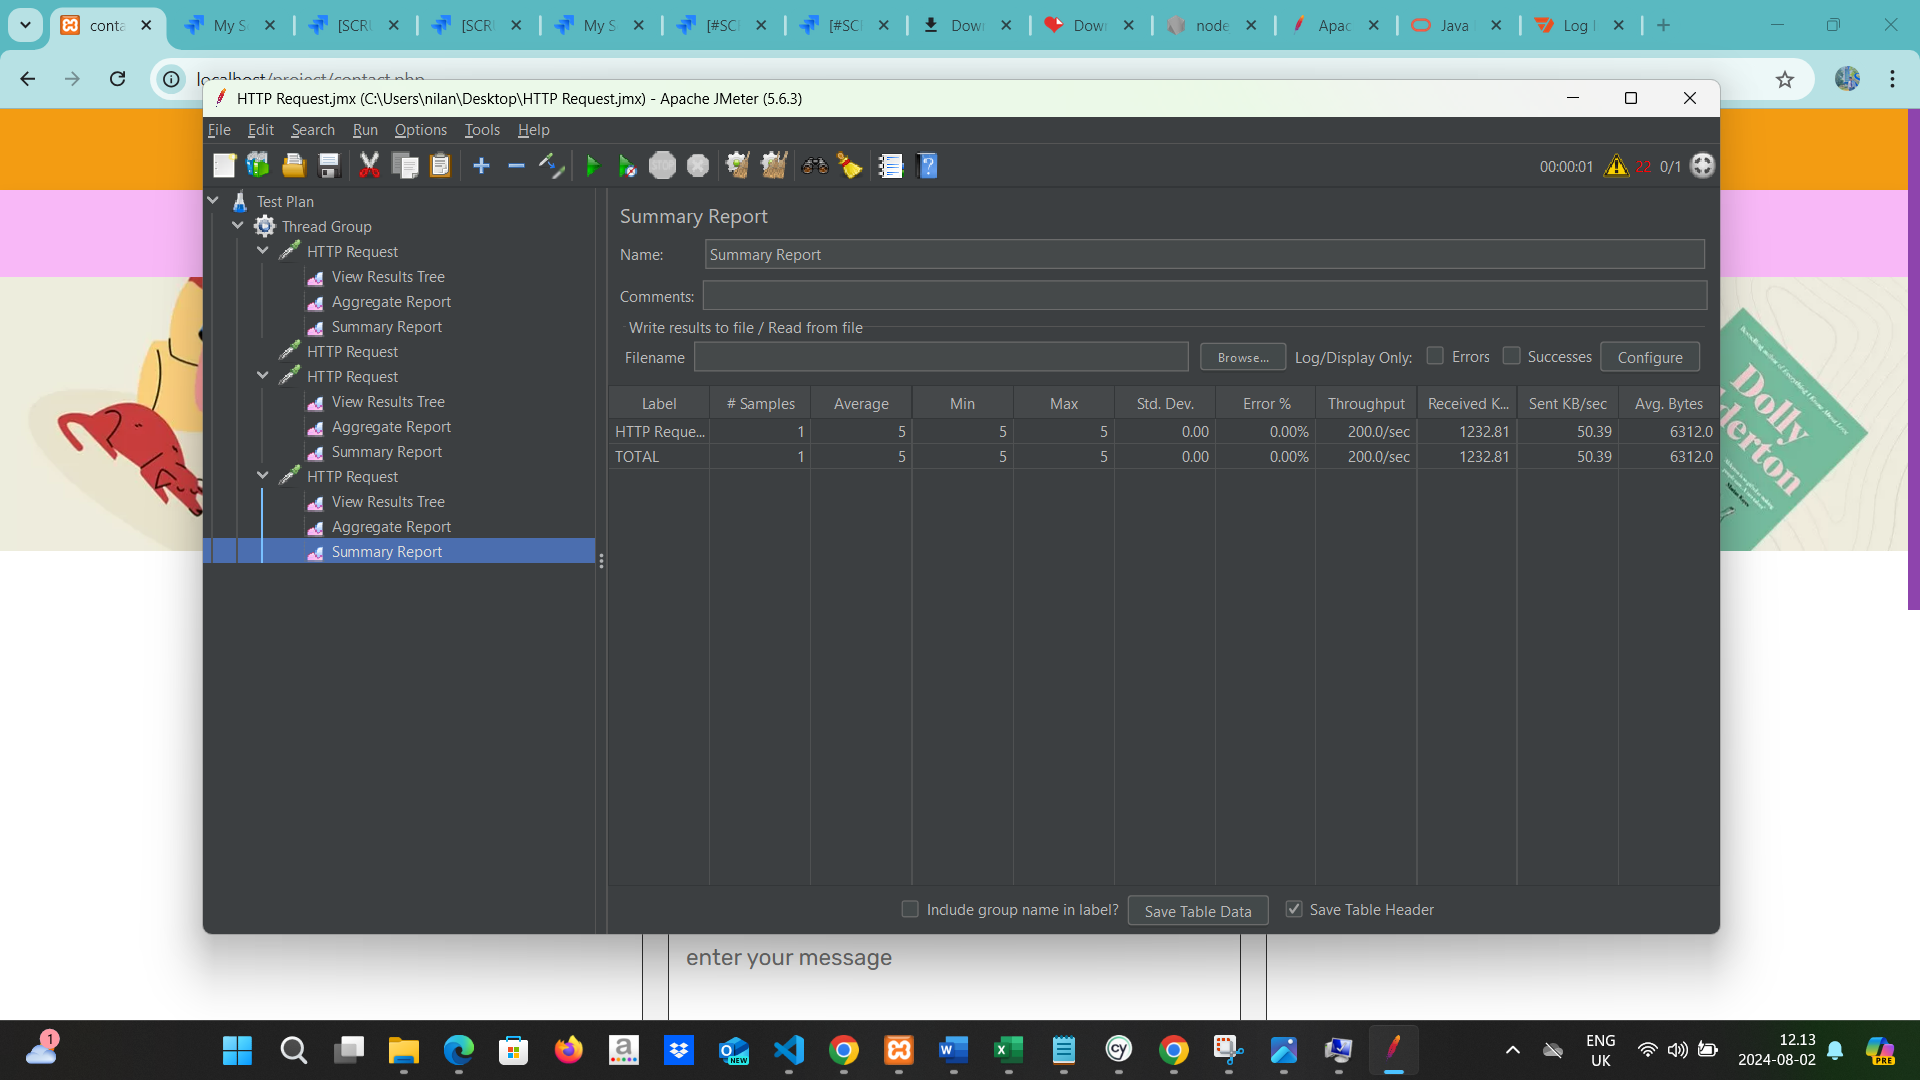 conta
My S
[SCRU
[SCRU
My S
[#SC
[#SC
Down
Down
node
Apac
Java
Log
localhost/project/contact.php
HTTP Request.jmx (C:\Users\nilan\Desktop\HTTP Request.jmx) - Apache JMeter (5.6.3)
File Edit Search Run Options Tools Help
00:00:01 22 0/1
Test Plan
Thread Group
HTTP Request
View Results Tree
Aggregate Report
Summary Report
HTTP Request
HTTP Request
View Results Tree
Aggregate Report
Summary Report
HTTP Request
View Results Tree
Aggregate Report
Summary Report
Summary Report
Name: Summary Report
Comments:
Write results to file / Read from file
Filename Browse... Log/Display Only: Errors Successes Configure
Label # Samples Average Min Max Std. Dev. Error % Throughput Received K... Sent KB/sec Avg. Bytes
HTTP Reque... 1 5 5 5 0.00 0.00% 200.0/sec 1232.81 50.39 6312.0
TOTAL 1 5 5 5 0.00 0.00% 200.0/sec 1232.81 50.39 6312.0
Include group name in label? Save Table Data Save Table Header
Dolly
derton
enter your message
1
NEW
ENG
UK
12.13
2024-08-02
PRE